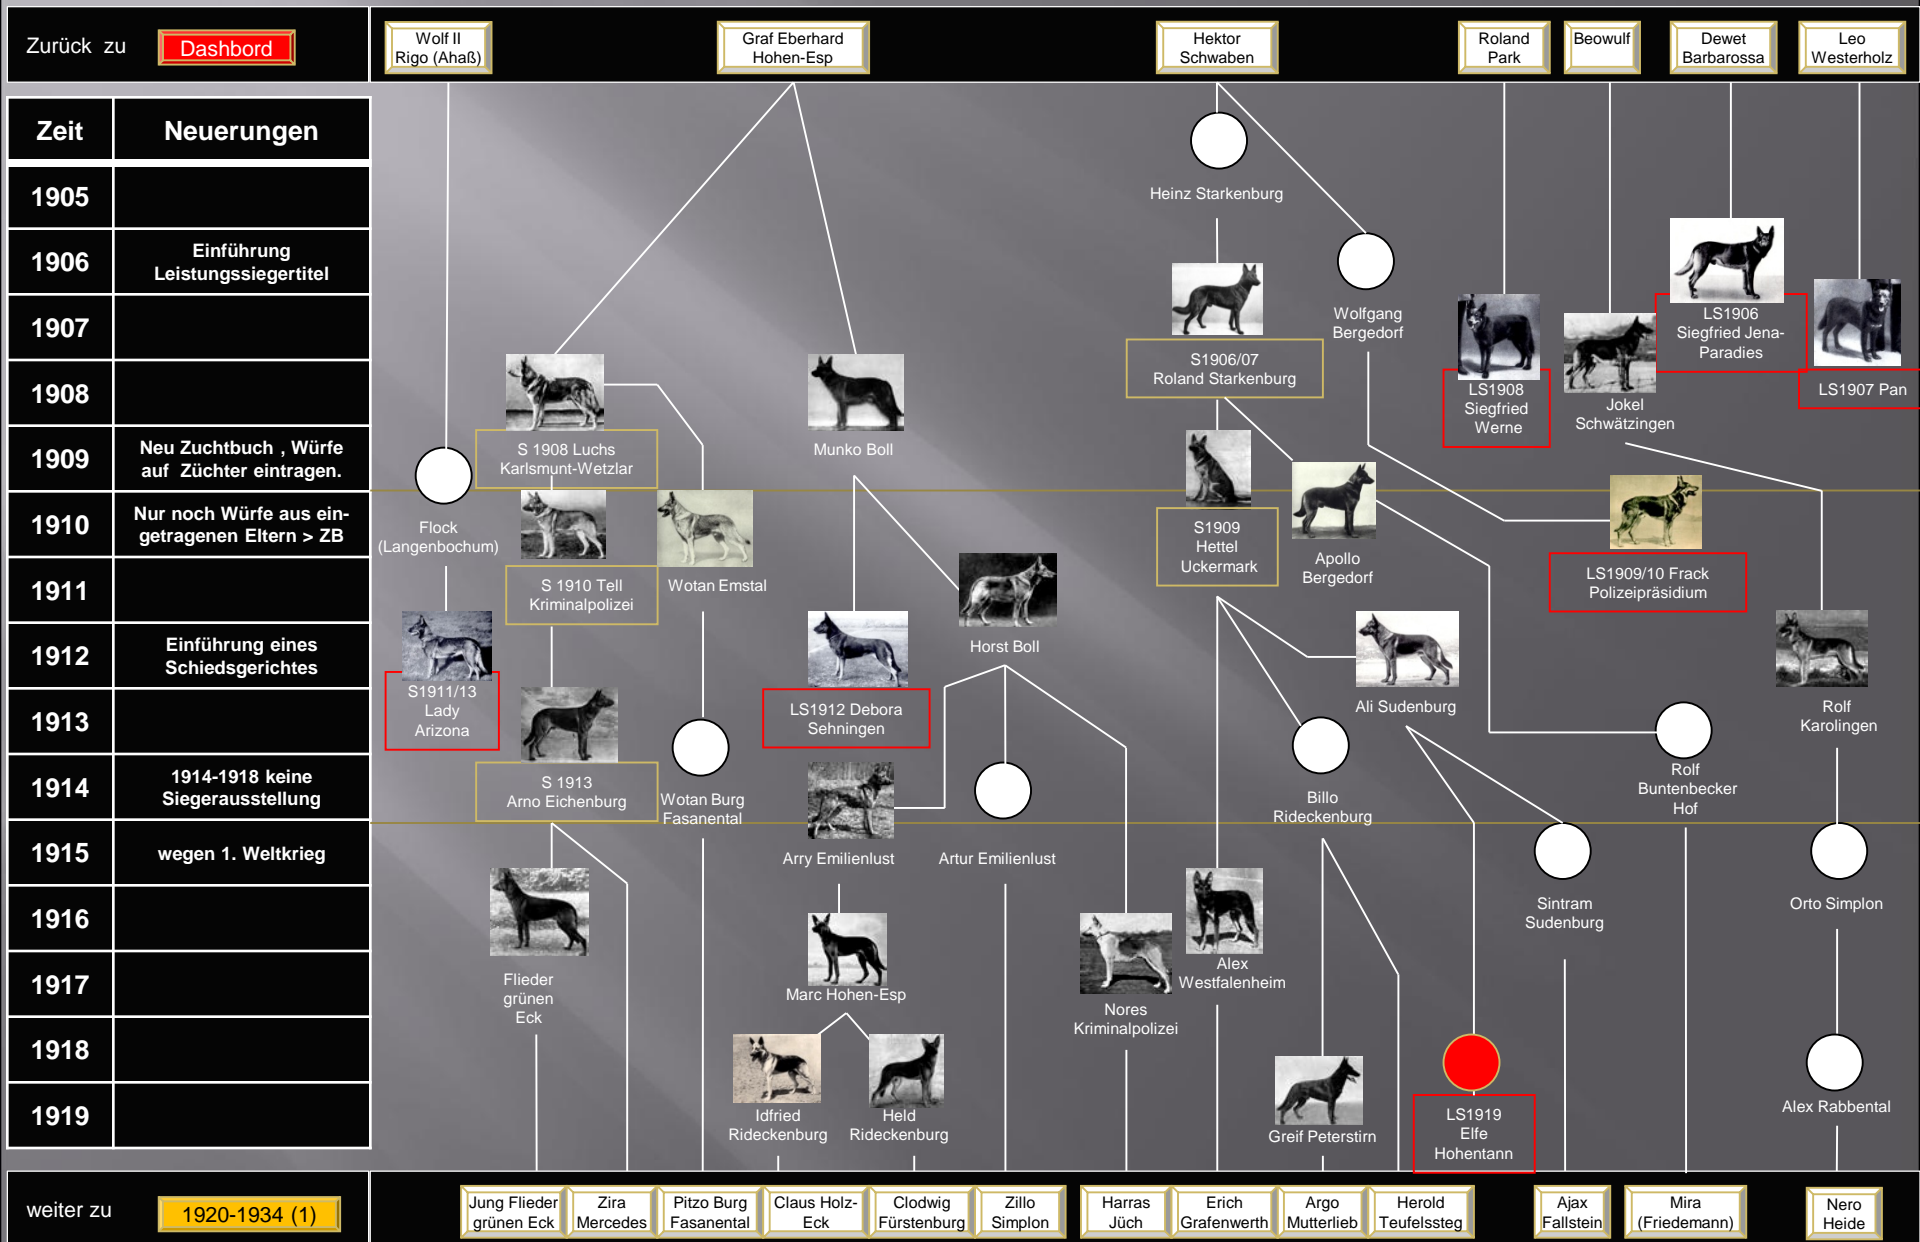 Zurück zu
Dashbord
Wolf II
Rigo (Ahaß)
Graf Eberhard
Hohen-Esp
Hektor
Schwaben
Roland
Park
Beowulf
Dewet
Barbarossa
Leo
Westerholz
Zeit
Neuerungen
1905
1906
Einführung
Leistungssiegertitel
1907
1908
1909
Neu Zuchtbuch , Würfe
auf Züchter eintragen.
1910
Nur noch Würfe aus ein-
getragenen Eltern > ZB
1911
1912
Einführung eines
Schiedsgerichtes
1913
1914
1914-1918 keine
Siegerausstellung
1915
wegen 1. Weltkrieg
1916
1917
1918
1919
Heinz Starkenburg
Wolfgang
Bergedorf
S1906/07
Roland Starkenburg
LS1906
Siegfried Jena-
Paradies
LS1908
Siegfried
Werne
Jokel
Schwätzingen
LS1907 Pan
S 1908 Luchs
Karlsmunt-Wetzlar
Munko Boll
Flock
(Langenbochum)
S 1910 Tell
Kriminalpolizei
Wotan Emstal
S1909
Hettel
Uckermark
Apollo
Bergedorf
LS1909/10 Frack
Polizeipräsidium
Horst Boll
S1911/13
Lady
Arizona
LS1912 Debora
Sehningen
Ali Sudenburg
Rolf
Karolingen
S 1913
Arno Eichenburg
Wotan Burg
Fasanental
Billo
Rideckenburg
Rolf
Buntenbecker
Hof
Arry Emilienlust
Artur Emilienlust
Sintram
Sudenburg
Orto Simplon
Flieder
grünen
Eck
Marc Hohen-Esp
Nores
Kriminalpolizei
Alex
Westfalenheim
Idfried
Rideckenburg
Held
Rideckenburg
Greif Peterstirn
LS1919
Elfe
Hohentann
Alex Rabbental
weiter zu
1920-1934 (1)
Jung Flieder
grünen Eck
Zira
Mercedes
Pitzo Burg
Fasanental
Claus Holz-
Eck
Clodwig
Fürstenburg
Zillo
Simplon
Harras
Jüch
Erich
Grafenwerth
Argo
Mutterlieb
Herold
Teufelssteg
Ajax
Fallstein
Mira
(Friedemann)
Nero
Heide